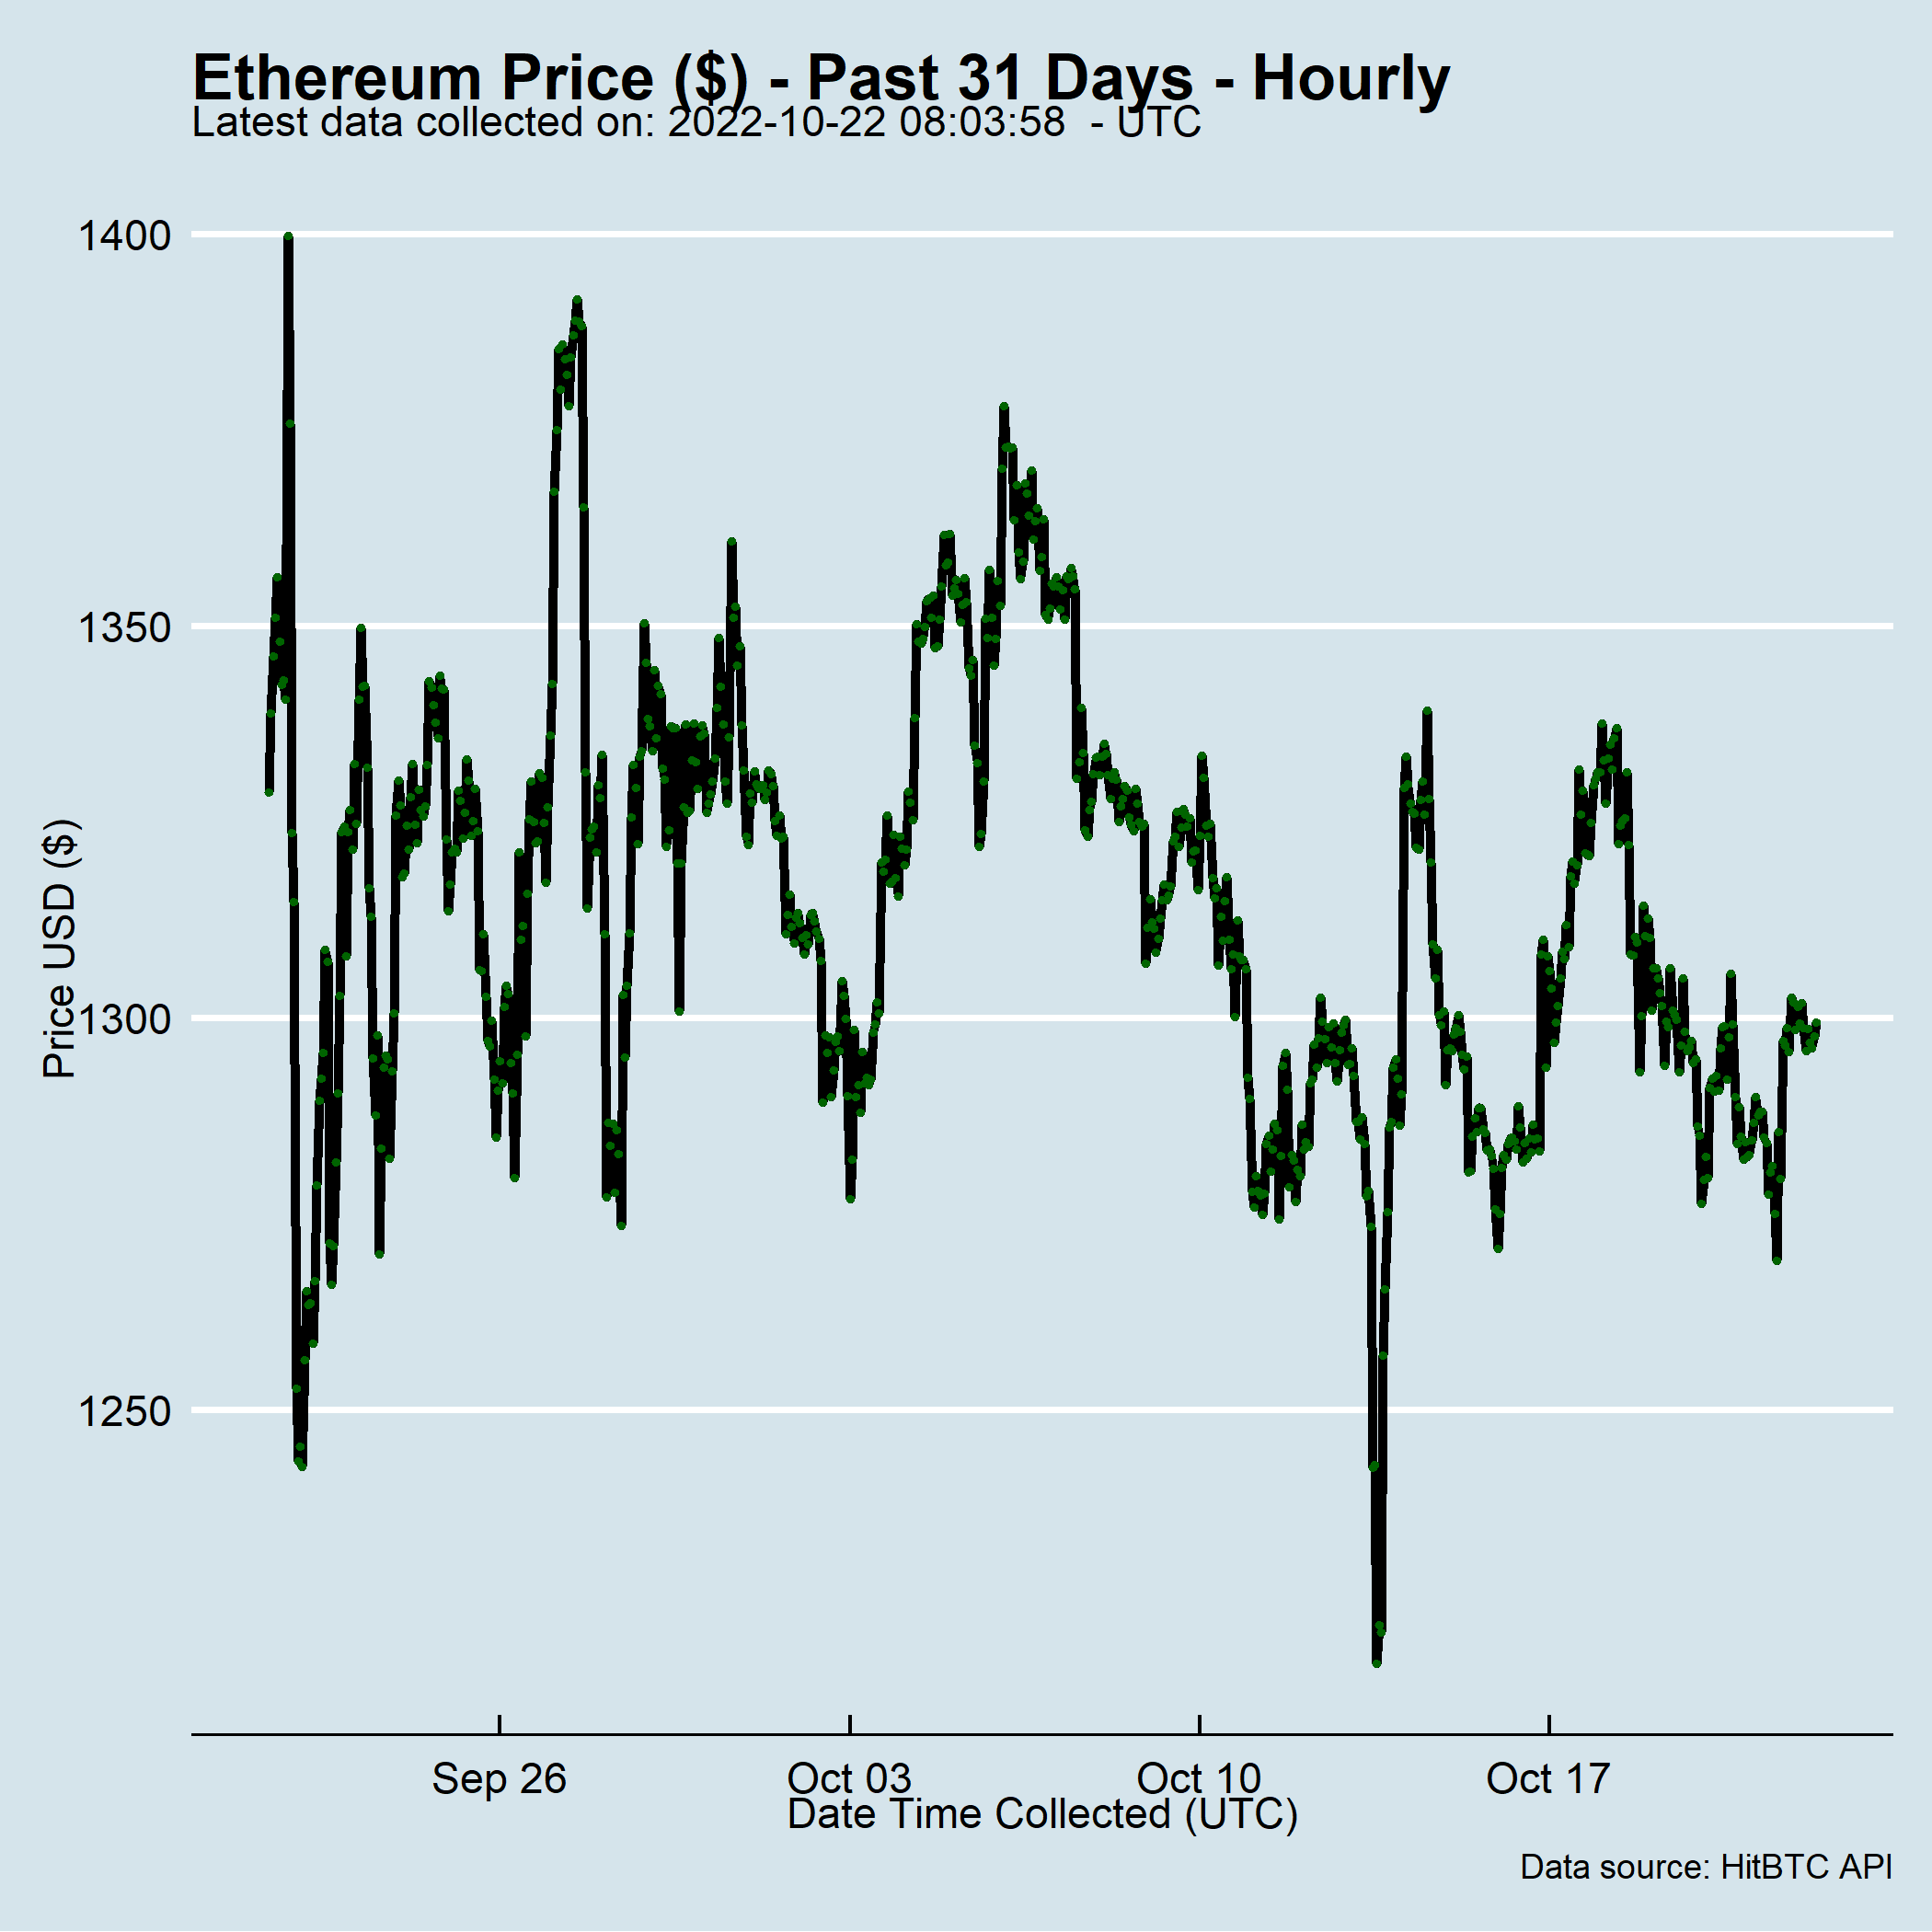 Ethereum Price ($) - Past 31 Days - Hourly
Latest data collected on: 2022-10-22 08:03:58  - UTC
1400
1350
1300
1250
Price USD ($)
Sep 26
Oct 03
Oct 10
Oct 17
Date Time Collected (UTC)
Data source: HitBTC API